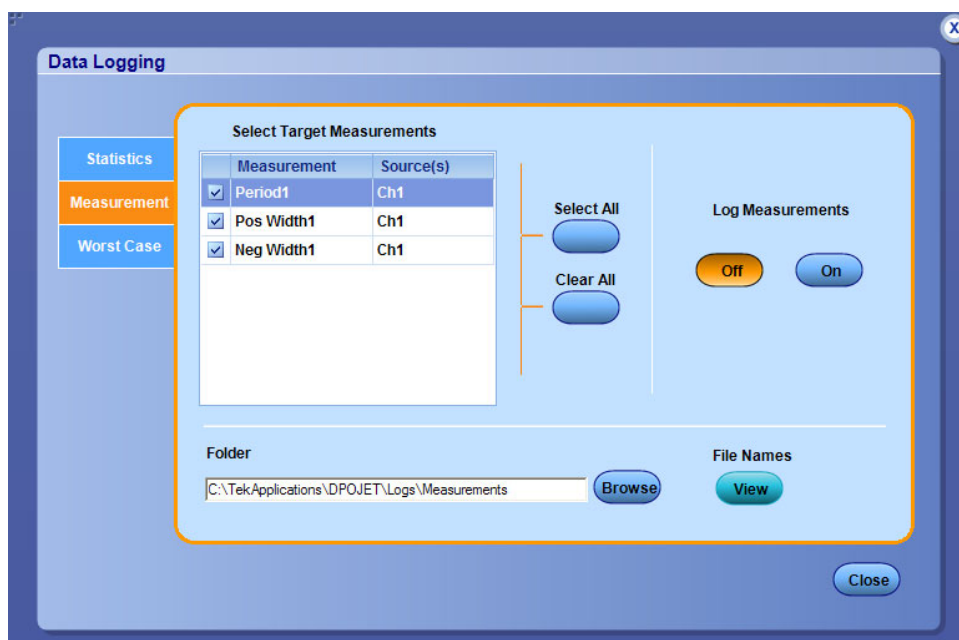 X
Data Logging
Statistics
Measurement
Worst Case
Select Target Measurements
Measurement Source(s)
Period1 Ch1
Pos Width1 Ch1
Neg Width1 Ch1
Select All
Clear All
Log Measurements
Off On
Folder
C:\TekApplications\DPOJET\Logs\Measurements
Browse
File Names
View
Close